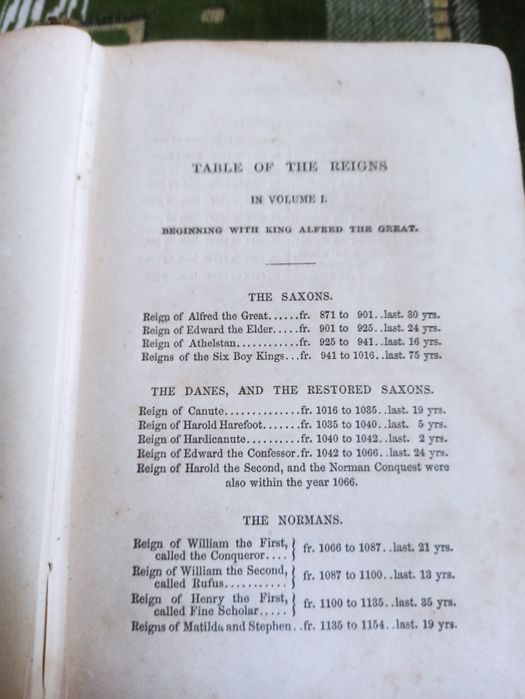 TABLE OF THE REIGNS
IN VOLUME I.
BEGINNING WITH KING ALFRED THE GREAT.
THE SAXONS.
Reign of Alfred the Great......fr. 871 to 901..last. 30 yrs.
Reign of Edward the Elder.....fr. 901 to 925..last. 24 yrs.
Reign of Athelstan...........fr. 925 to 941..last. 16 yrs.
Reigns of the Six Boy Kings...fr. 941 to 1016..last. 75 yrs.
THE DANES, AND THE RESTORED SAXONS.
Reign of Canute.............fr. 1016 to 1035..last. 19 yrs.
Reign of Harold Harefoot......fr. 1035 to 1040..last. 5 yrs.
Reign of Hardicanute.........fr. 1040 to 1042..last. 2 yrs.
Reign of Edward the Confessor.fr. 1042 to 1066..last. 24 yrs.
Reign of Harold the Second, and the Norman Conquest were
also within the year 1066.
THE NORMANS.
Reign of William the First,
called the Conqueror.... } fr. 1066 to 1087..last. 21 yrs.
Reign of William the Second,
called Rufus........... } fr. 1087 to 1100..last. 13 yrs.
Reign of Henry the First,
called Fine Scholar..... } fr. 1100 to 1135..last. 35 yrs.
Reigns of Matilda and Stephen..fr. 1135 to 1154..last. 19 yrs.